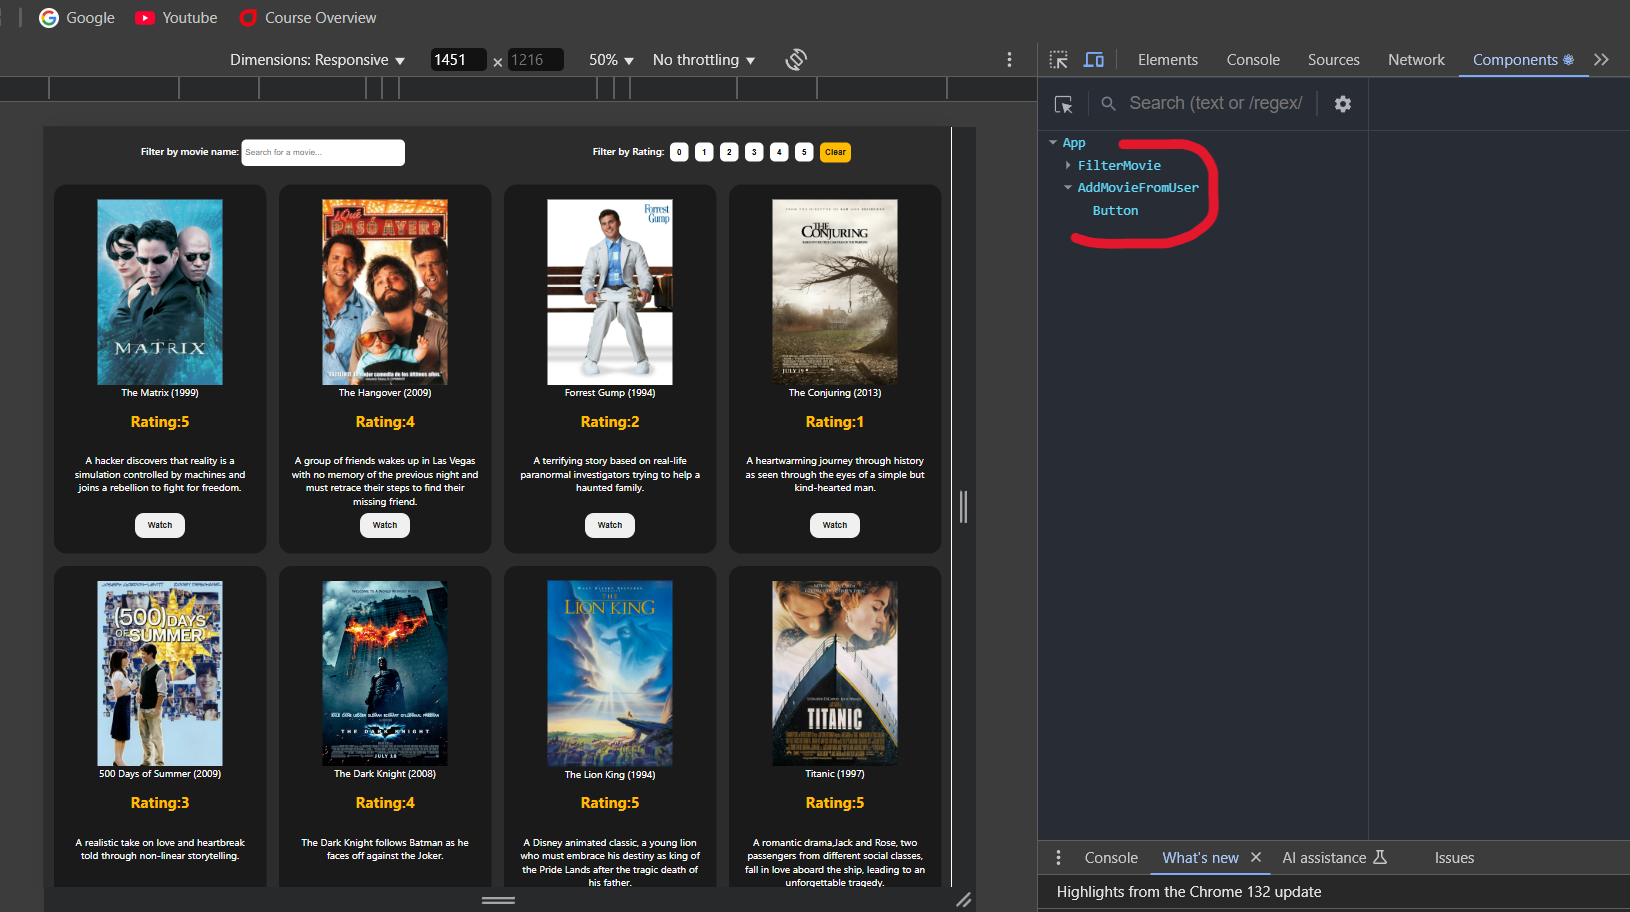 Google Youtube Course Overview
Dimensions: Responsive ▼ 1451 × 1216 50% ▼ No throttling ▼
Elements Console Sources Network Components
Search (text or /regex/
App
FilterMovie
AddMovieFromUser
Button
Filter by movie name: Search for a movie... Filter by Rating: 0 1 2 3 4 5 Clear
MATRIX
¿Qué PASÓ AYER?
Forrest Gump
THE CONJURING
JULY 19
The Matrix (1999)
Rating:5
A hacker discovers that reality is a
simulation controlled by machines and
joins a rebellion to fight for freedom.
Watch
The Hangover (2009)
Rating:4
A group of friends wakes up in Las Vegas
with no memory of the previous night and
must retrace their steps to find their
missing friend.
Watch
Forrest Gump (1994)
Rating:2
A terrifying story based on real-life
paranormal investigators trying to help a
haunted family.
Watch
The Conjuring (2013)
Rating:1
A heartwarming journey through history
as seen through the eyes of a simple but
kind-hearted man.
Watch
(500) DAYS
OF SUMMER
THE DARK KNIGHT
JULY 18
THE
LION KING
TITANIC
500 Days of Summer (2009)
Rating:3
A realistic take on love and heartbreak
told through non-linear storytelling.
The Dark Knight (2008)
Rating:4
The Dark Knight follows Batman as he
faces off against the Joker.
The Lion King (1994)
Rating:5
A Disney animated classic, a young lion
who must embrace his destiny as king of
the Pride Lands after the tragic death of
his father.
Titanic (1997)
Rating:5
A romantic drama,Jack and Rose, two
passengers from different social classes,
fall in love aboard the ship, leading to an
unforgettable tragedy.
Console What's new AI assistance Issues
Highlights from the Chrome 132 update